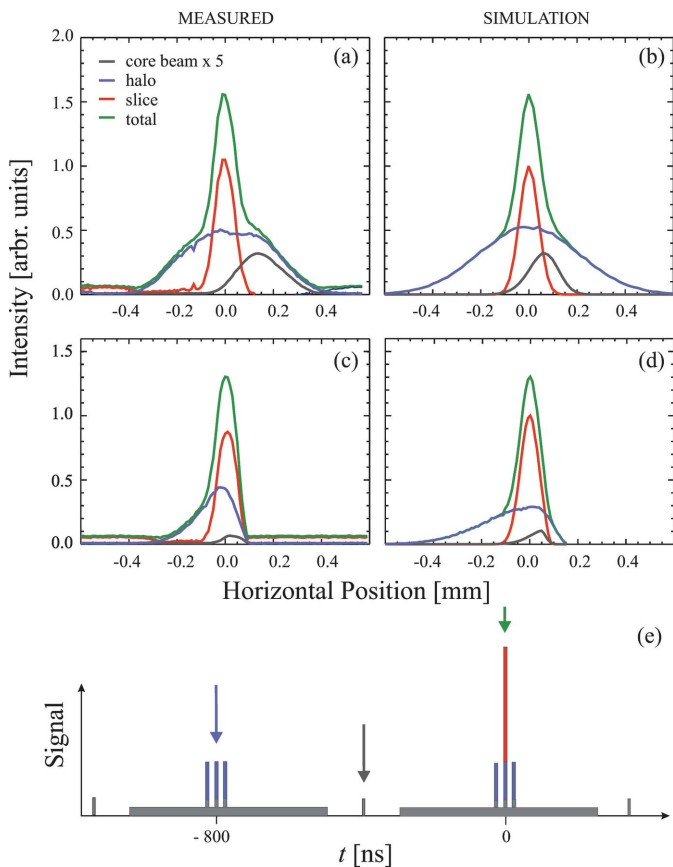 MEASURED SIMULATION
2.0 (a) (b)
core beam x 5
halo
1.5 slice
total
1.0
0.5
0.0
-0.4 -0.2 0.0 0.2 0.4 -0.4 -0.2 0.0 0.2 0.4
Intensity [arbr. units]
1.5 (c) (d)
1.0
0.5
0.0
-0.4 -0.2 0.0 0.2 0.4 -0.4 -0.2 0.0 0.2 0.4
Horizontal Position [mm]
(e)
Signal
- 800 0
t [ns]